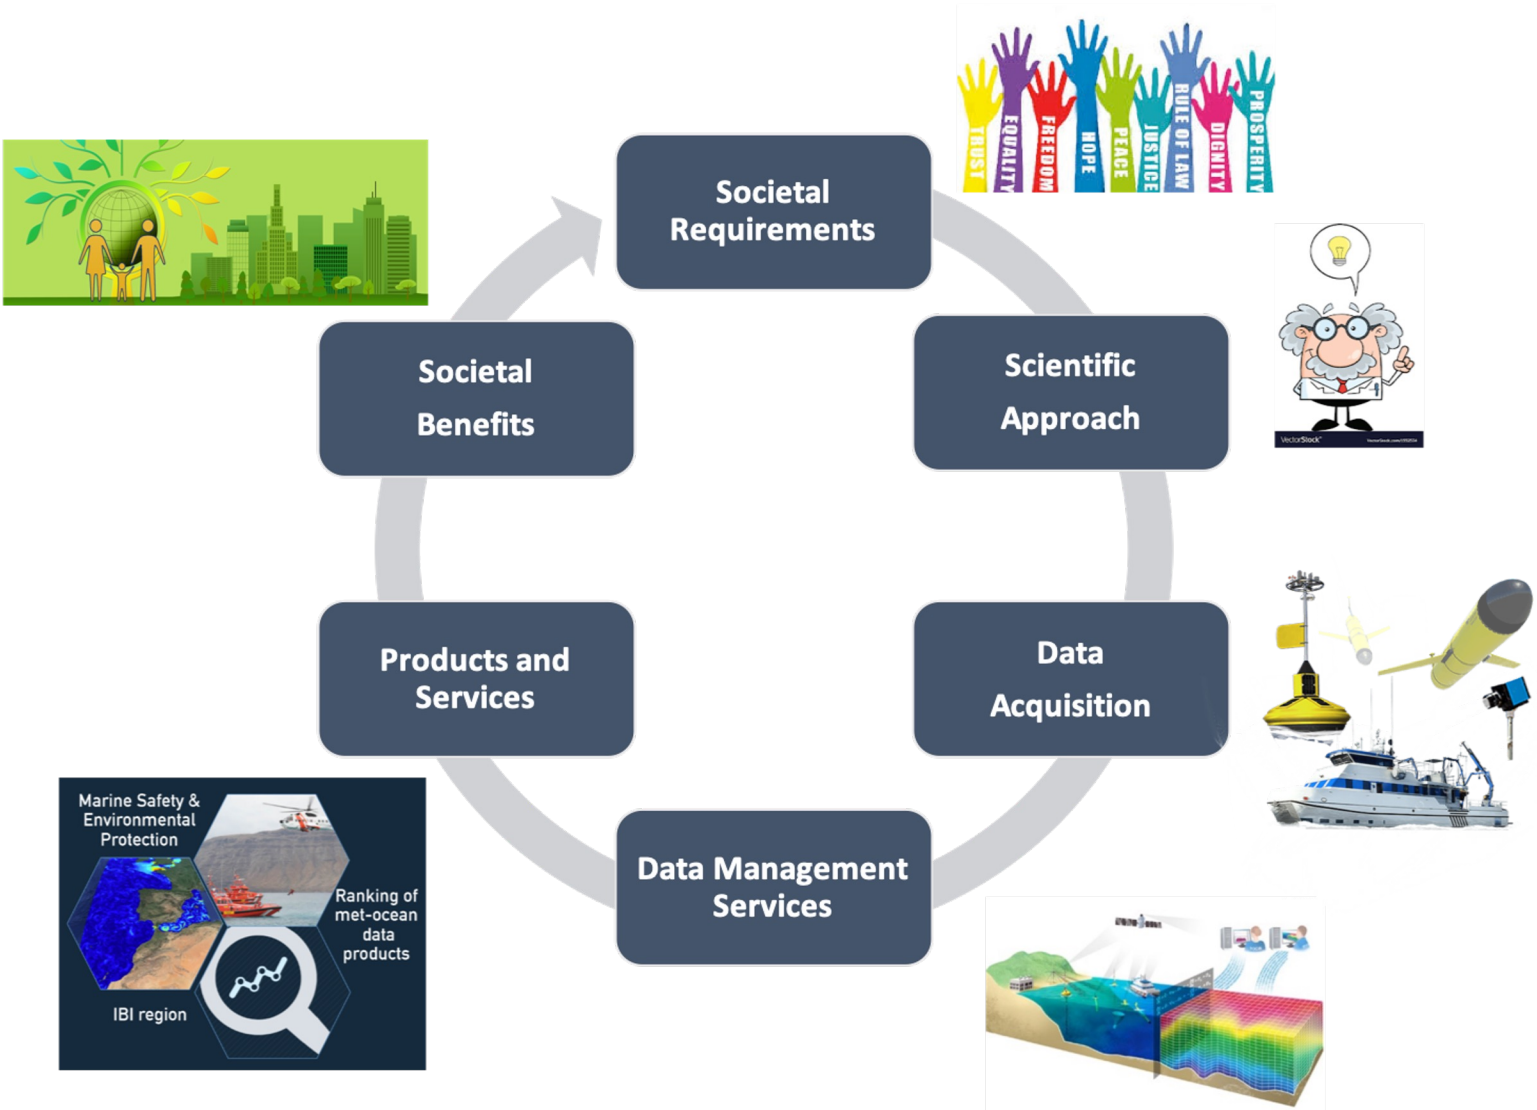 TRUST
EQUALITY
FREEDOM
HOPE
PEACE
JUSTICE
RULE OF LAW
DIGNITY
PROSPERITY
Societal
Requirements
Scientific
Approach
VectorStock
Data
Acquisition
Data Management
Services
Products and
Services
Marine Safety &
Environmental
Protection
Ranking of
met-ocean
data
products
IBI region
Societal
Benefits